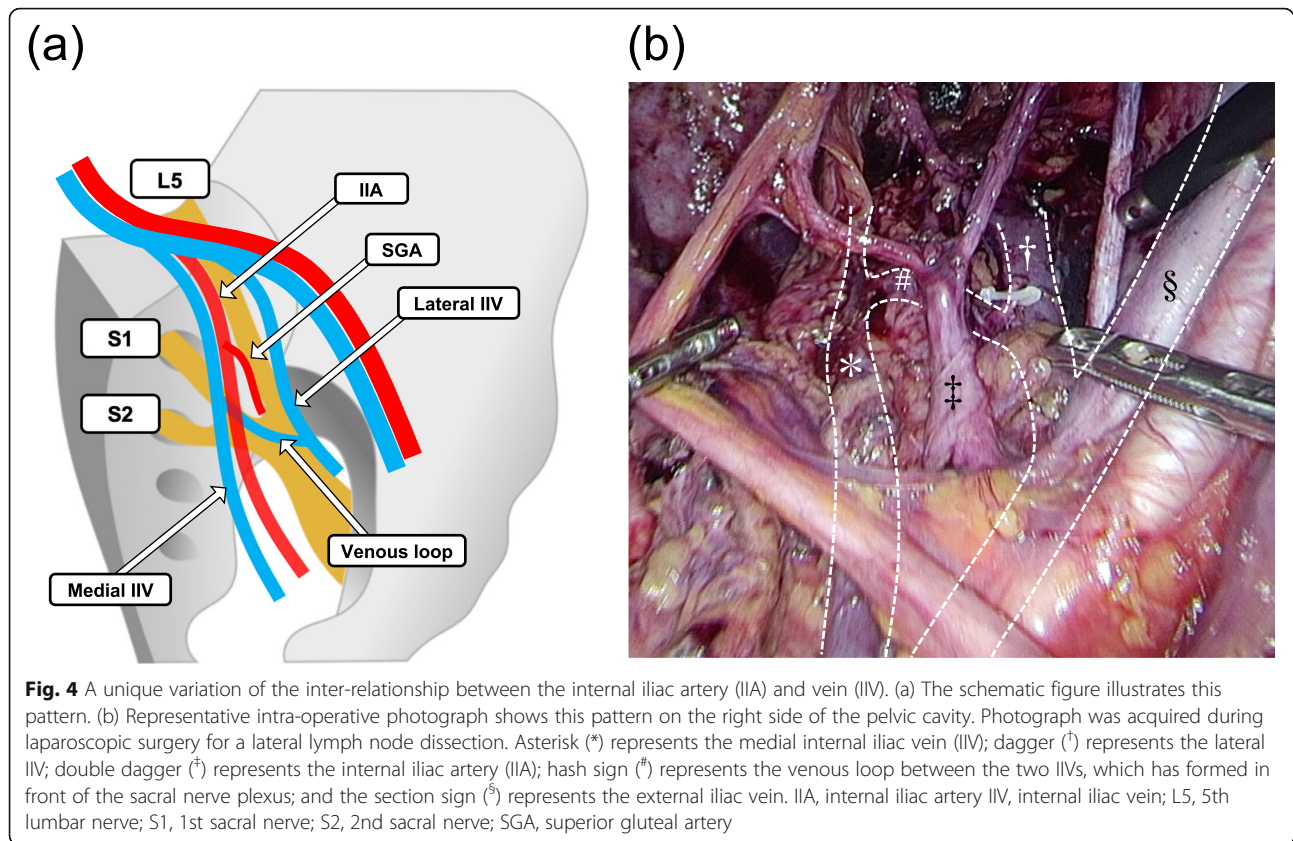 (a)
(b)
L5
IIA
SGA
Lateral IIV
S1
S2
Venous loop
Medial IIV
†
#
§
*
‡
Fig. 4 A unique variation of the inter-relationship between the internal iliac artery (IIA) and vein (IIV). (a) The schematic figure illustrates this
pattern. (b) Representative intra-operative photograph shows this pattern on the right side of the pelvic cavity. Photograph was acquired during
laparoscopic surgery for a lateral lymph node dissection. Asterisk (*) represents the medial internal iliac vein (IIV); dagger (†) represents the lateral
IIV; double dagger (‡) represents the internal iliac artery (IIA); hash sign (#) represents the venous loop between the two IIVs, which has formed in
front of the sacral nerve plexus; and the section sign (§) represents the external iliac vein. IIA, internal iliac artery IIV, internal iliac vein; L5, 5th
lumbar nerve; S1, 1st sacral nerve; S2, 2nd sacral nerve; SGA, superior gluteal artery